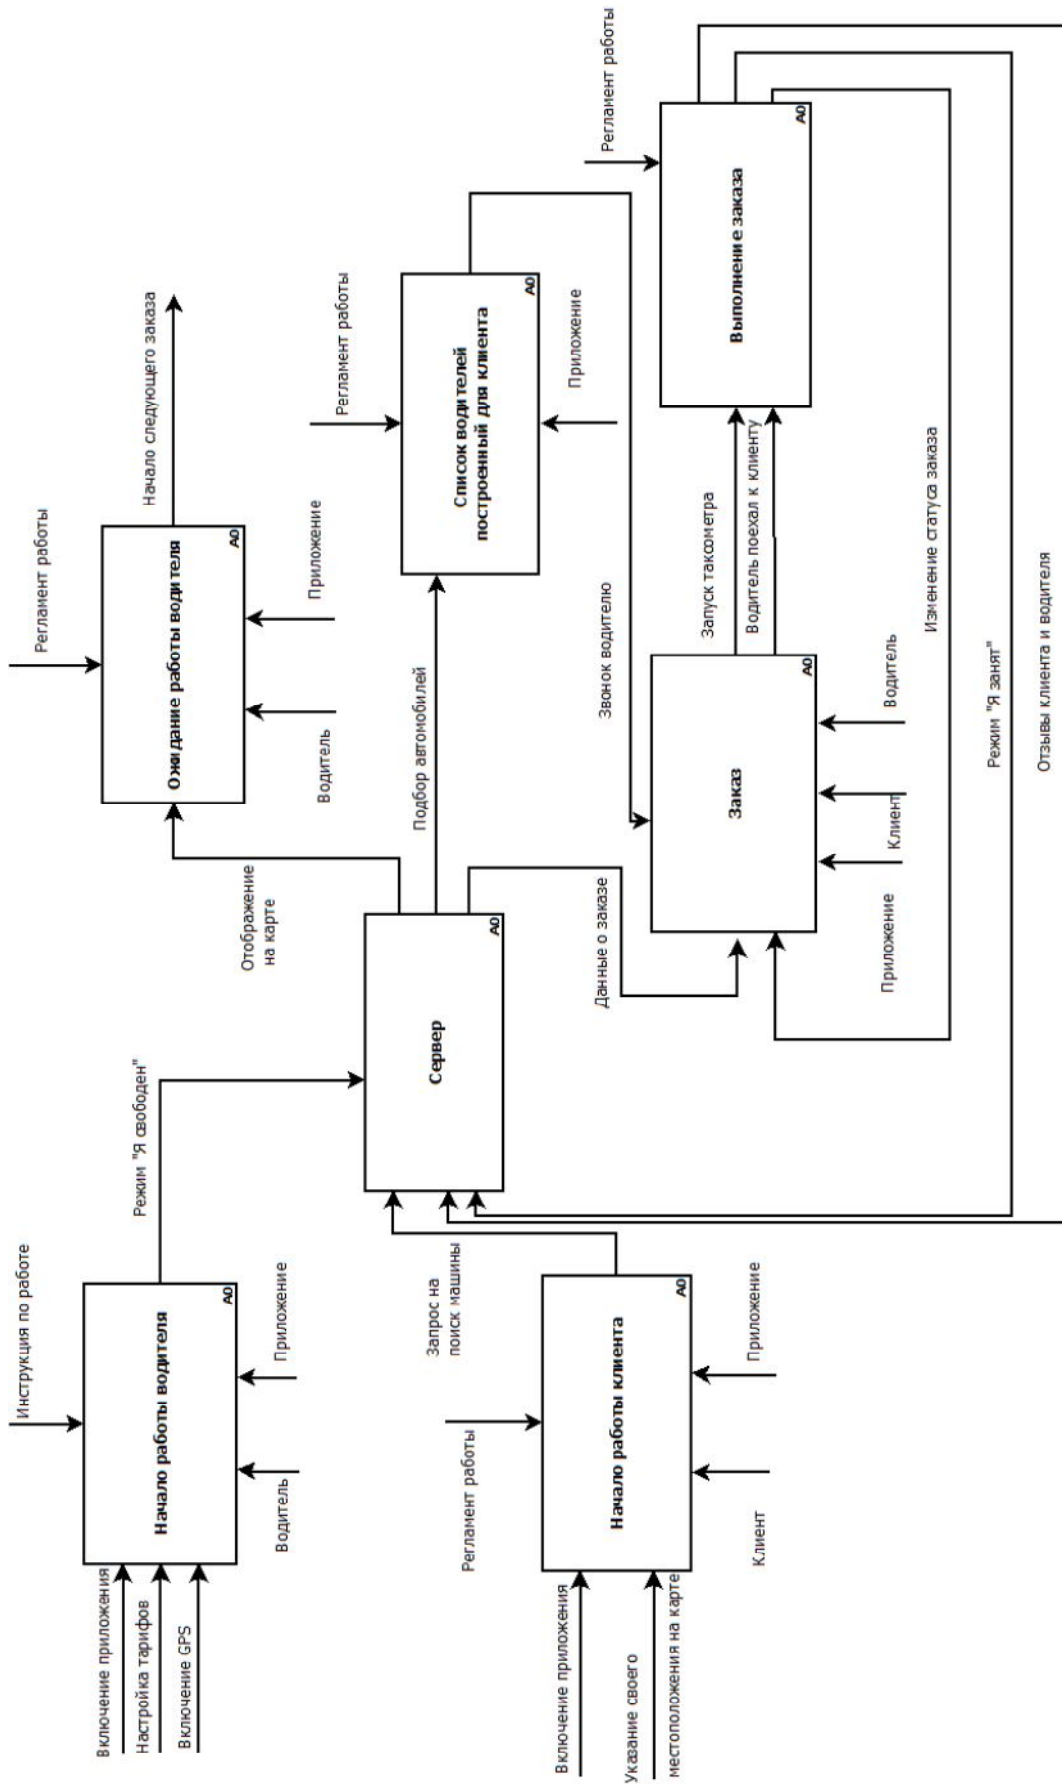 Инструкция по работе
Включение приложения
Настройка тарифов
Включение GPS
Начало работы водителя
A0
Водитель
Приложение
Режим "Я свободен"
Регламент работы
Ожидание работы водителя
A0
Водитель
Приложение
Начало следующего заказа
Отображение
на карте
Сервер
A0
Подбор автомобилей
Регламент работы
Список водителей
построенный для клиента
A0
Приложение
Запрос на
поиск машины
Регламент работы
Включение приложения
Указание своего
местоположения на карте
Начало работы клиента
A0
Клиент
Приложение
Данные о заказе
Звонок водителю
Заказ
A0
Приложение
Клиент
Водитель
Запуск таксометра
Водитель поехал к клиенту
Регламент работы
Выполнение заказа
A0
Изменение статуса заказа
Режим "Я занят"
Отзывы клиента и водителя